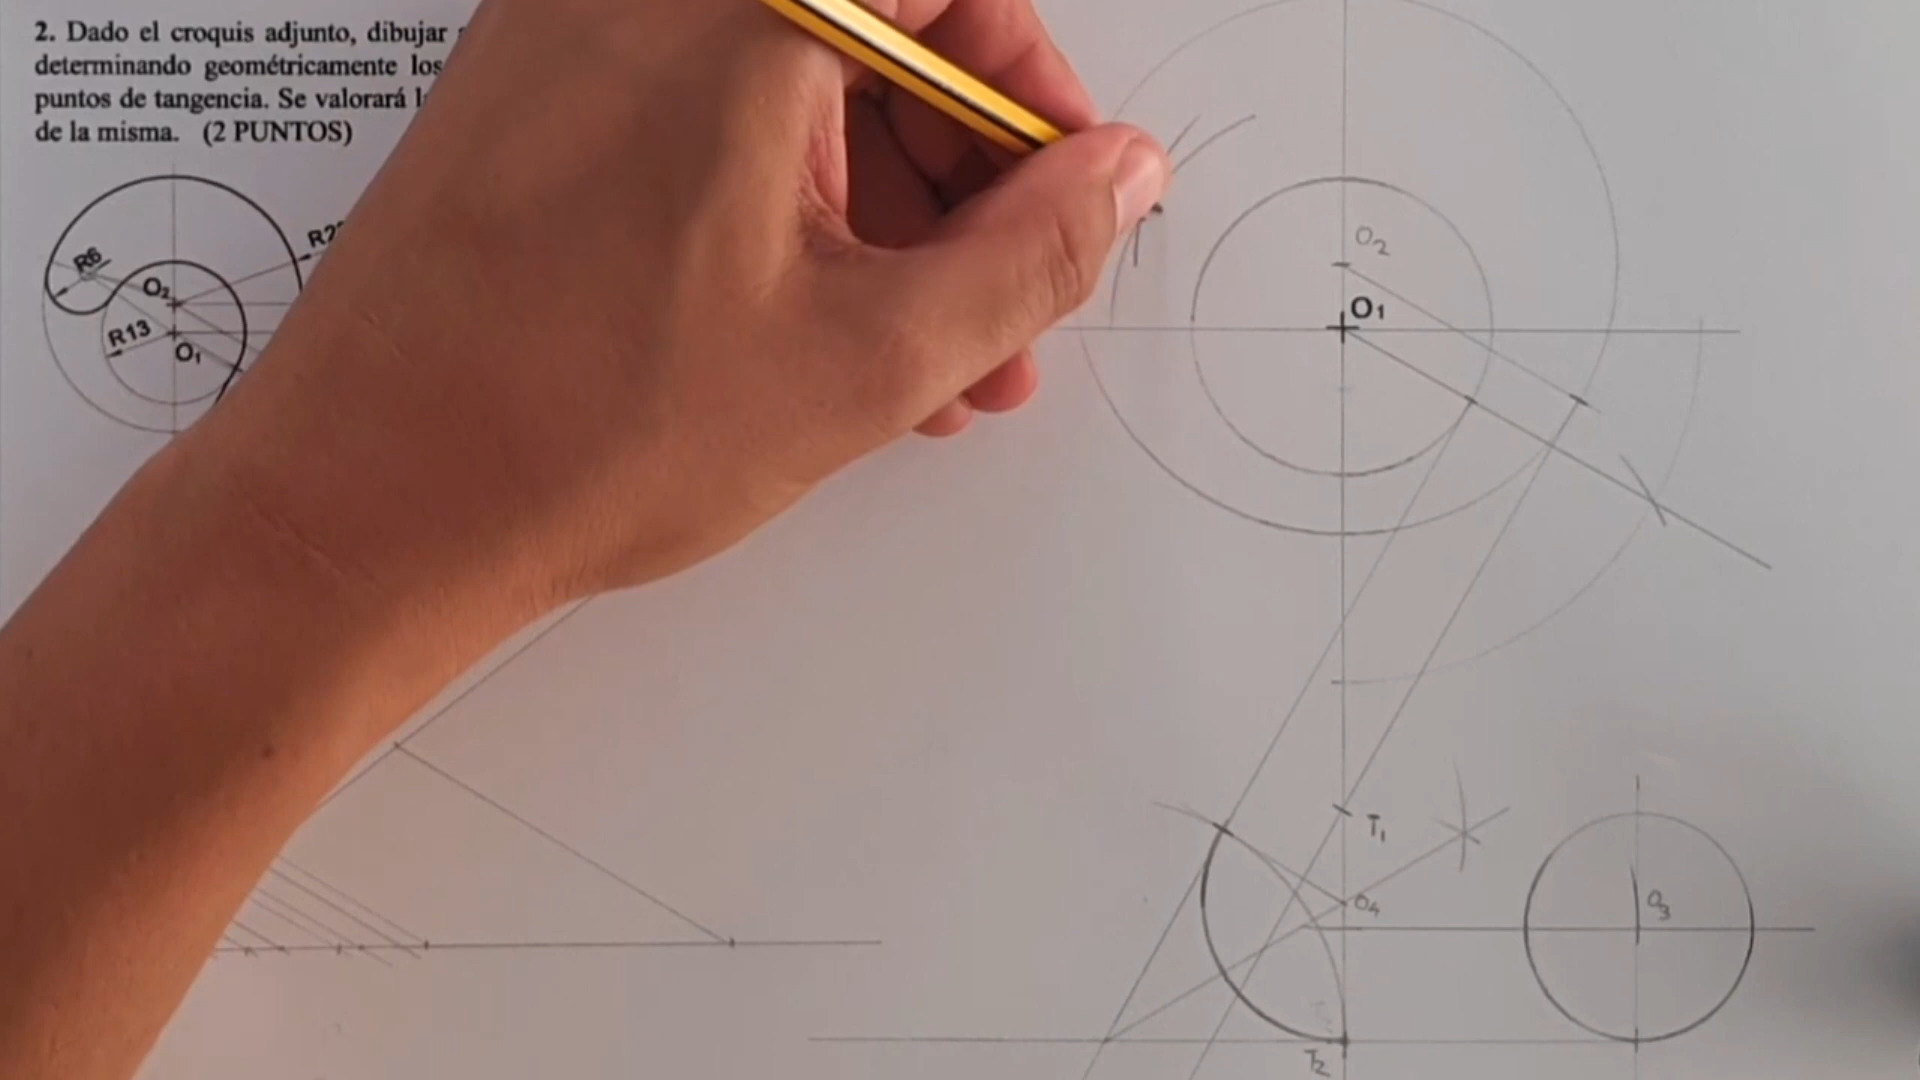 2. Dado el croquis adjunto, dibujar
determinando geométricamente los
puntos de tangencia. Se valorará
de la misma. (2 PUNTOS)
R6
O2
R13
O1
O2
O1
T1
O4
O3
T2